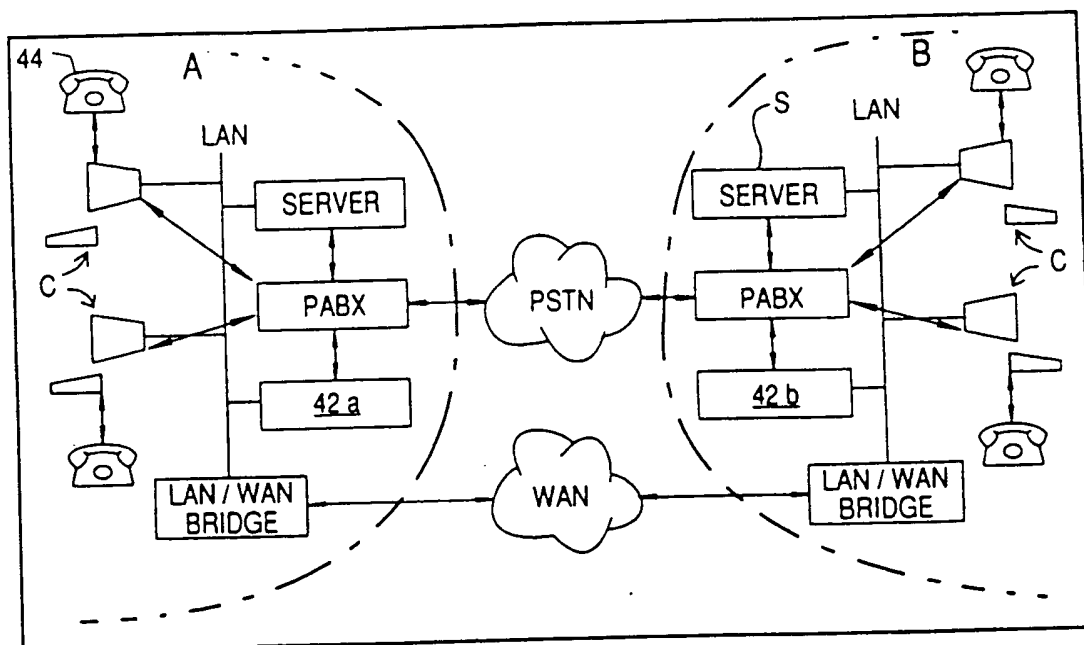 44
A
B
LAN
LAN
S
SERVER
SERVER
C
C
PABX
PSTN
PABX
42 a
42 b
LAN / WAN
BRIDGE
WAN
LAN / WAN
BRIDGE